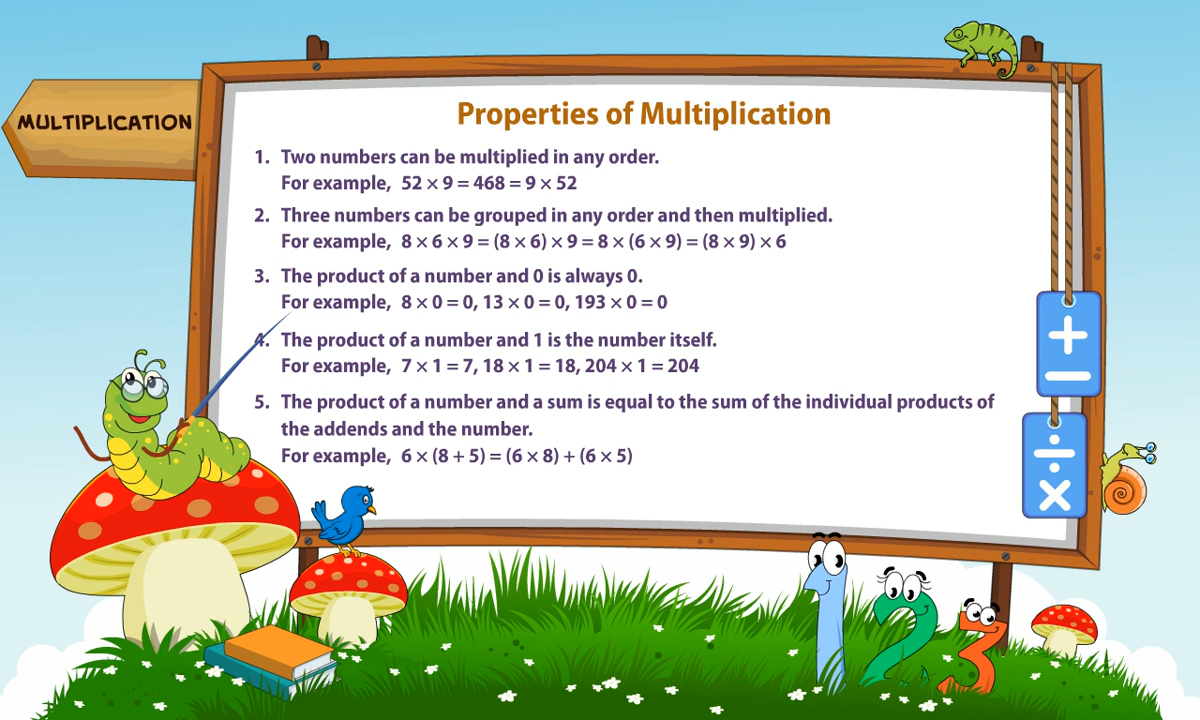 MULTIPLICATION
Properties of Multiplication
1. Two numbers can be multiplied in any order.
For example, 52 × 9 = 468 = 9 × 52
2. Three numbers can be grouped in any order and then multiplied.
For example, 8 × 6 × 9 = (8 × 6) × 9 = 8 × (6 × 9) = (8 × 9) × 6
3. The product of a number and 0 is always 0.
For example, 8 × 0 = 0, 13 × 0 = 0, 193 × 0 = 0
4. The product of a number and 1 is the number itself.
For example, 7 × 1 = 7, 18 × 1 = 18, 204 × 1 = 204
5. The product of a number and a sum is equal to the sum of the individual products of
the addends and the number.
For example, 6 × (8 + 5) = (6 × 8) + (6 × 5)
+
−
÷
×
1 2 3